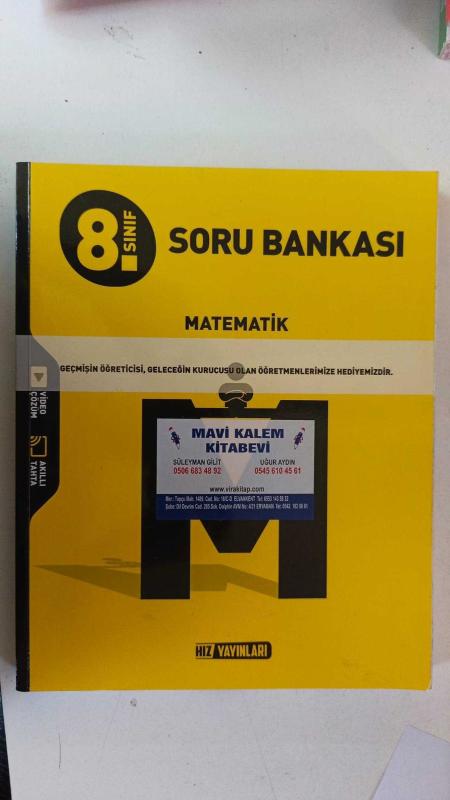 8. SINIF
SORU BANKASI
MATEMATİK
GEÇMİŞİN ÖĞRETİCİSİ, GELECEĞİN KURUCUSU OLAN ÖĞRETMENLERİMİZE HEDİYEMİZDİR.
VİDEO
ÇÖZÜM
AKILLI
TAHTA
MAVİ KALEM
KİTABEVİ
SÜLEYMAN GİLİT UĞUR AYDIN
0506 683 48 92 0545 610 45 61
www.virakitap.com
HIZ YAYINLARI